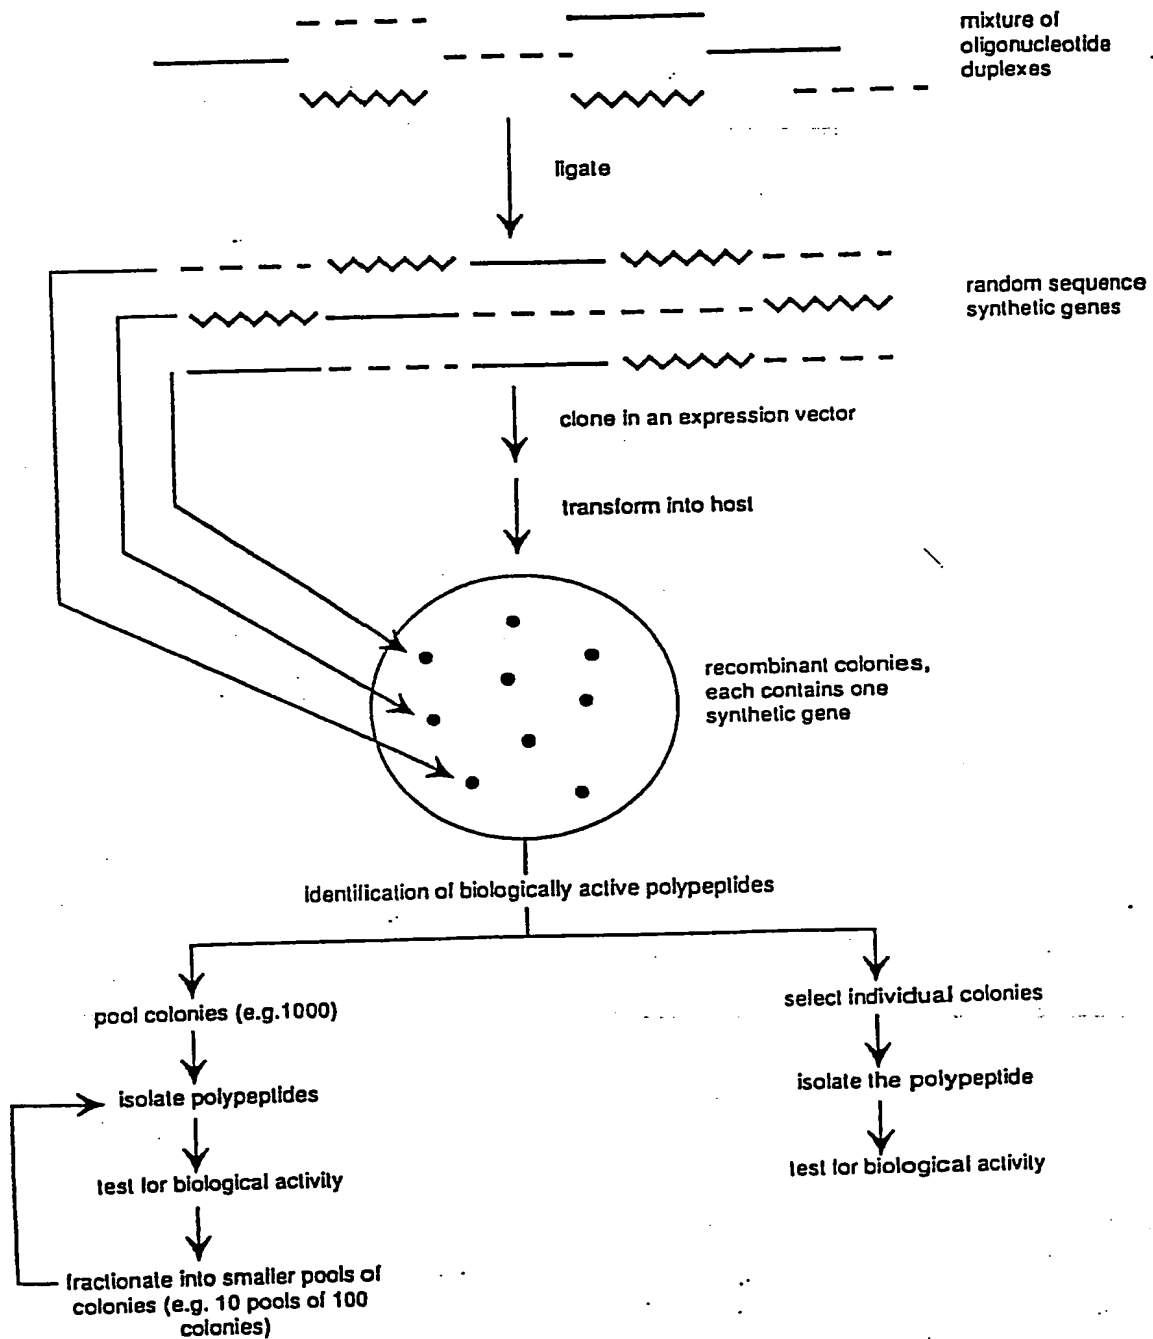 mixture of
oligonucleotide
duplexes
ligate
random sequence
synthetic genes
clone in an expression vector
transform into host
recombinant colonies,
each contains one
synthetic gene
identification of biologically active polypeptides
pool colonies (e.g.1000)
isolate polypeptides
test for biological activity
fractionate into smaller pools of
colonies (e.g. 10 pools of 100
colonies)
select individual colonies
isolate the polypeptide
test for biological activity